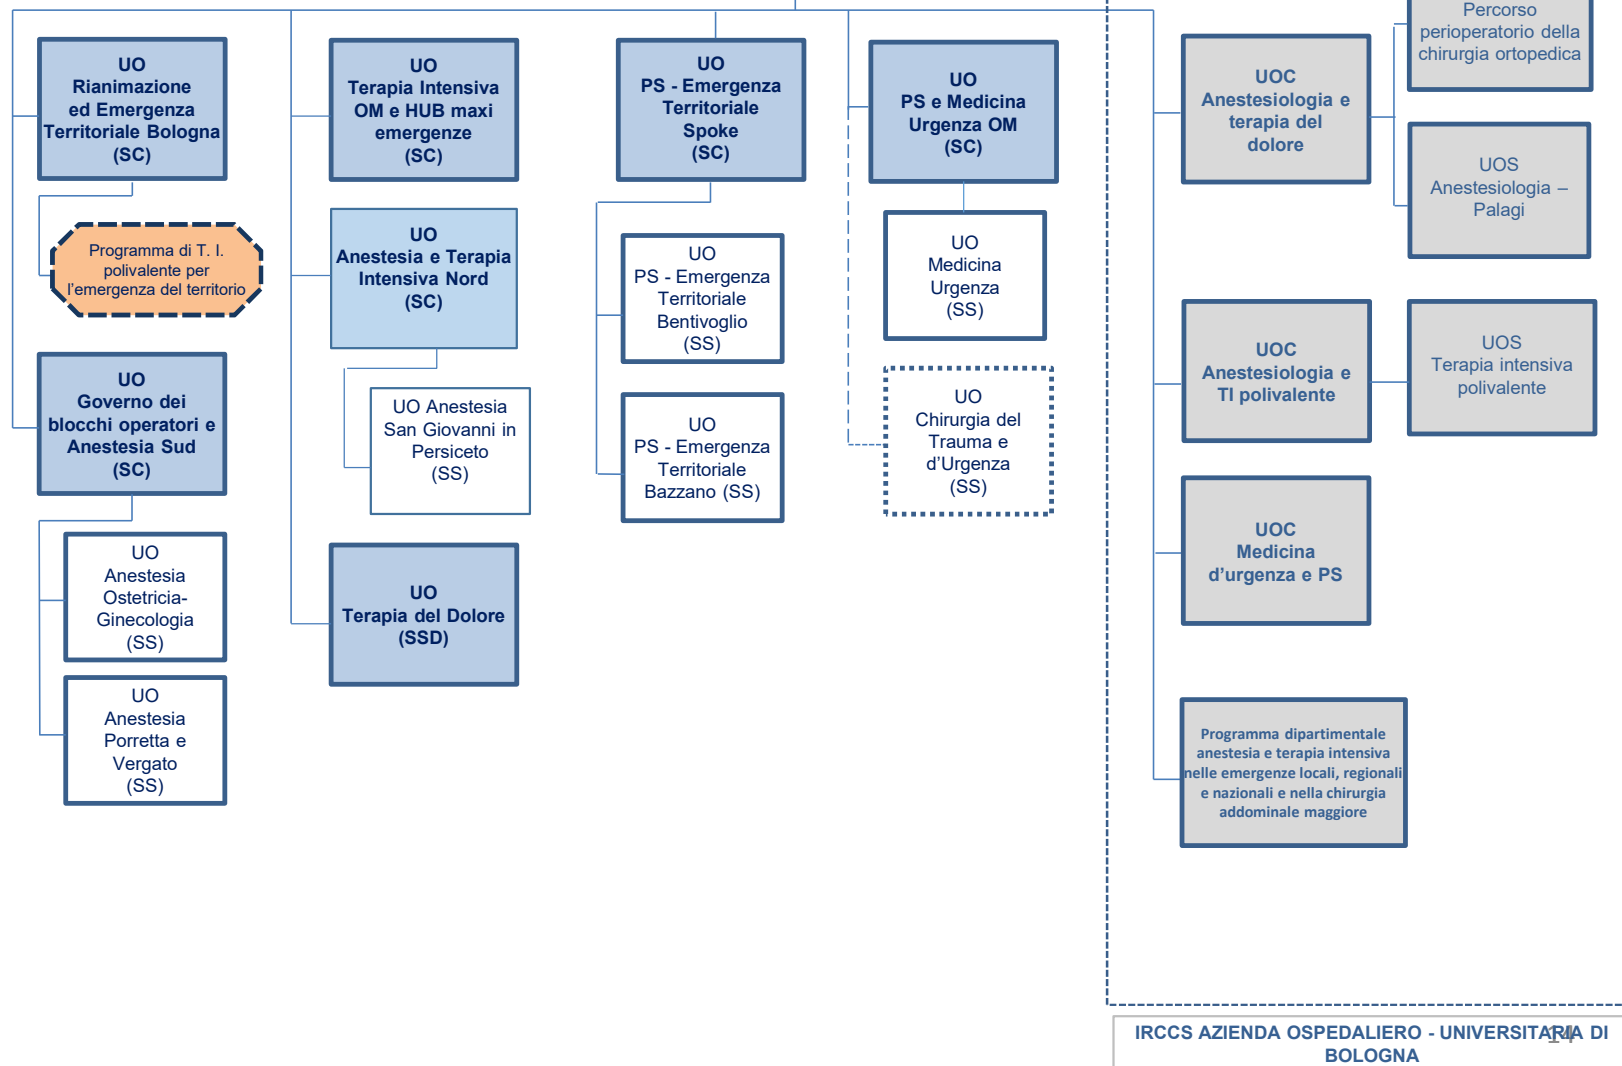 UO
Rianimazione
ed Emergenza
Territoriale Bologna
(SC)
Programma di T. I.
polivalente per
l'emergenza del territorio
UO
Governo dei
blocchi operatori e
Anestesia Sud
(SC)
UO
Anestesia
Ostetricia-
Ginecologia
(SS)
UO
Anestesia
Porretta e
Vergato
(SS)
UO
Terapia Intensiva
OM e HUB maxi
emergenze
(SC)
UO
Anestesia e Terapia
Intensiva Nord
(SC)
UO Anestesia
San Giovanni in
Persiceto
(SS)
UO
Terapia del Dolore
(SSD)
UO
PS - Emergenza
Territoriale
Spoke
(SC)
UO
PS - Emergenza
Territoriale
Bentivoglio
(SS)
UO
PS - Emergenza
Territoriale
Bazzano (SS)
UO
PS e Medicina
Urgenza OM
(SC)
UO
Medicina
Urgenza
(SS)
UO
Chirurgia del
Trauma e
d'Urgenza
(SS)
UOC
Anestesiologia e
terapia del
dolore
Percorso
perioperatorio della
chirurgia ortopedica
UOS
Anestesiologia –
Palagi
UOC
Anestesiologia e
TI polivalente
UOS
Terapia intensiva
polivalente
UOC
Medicina
d'urgenza e PS
Programma dipartimentale
anestesia e terapia intensiva
nelle emergenze locali, regionali
e nazionali e nella chirurgia
addominale maggiore
IRCCS AZIENDA OSPEDALIERO - UNIVERSITARIA DI
BOLOGNA
14